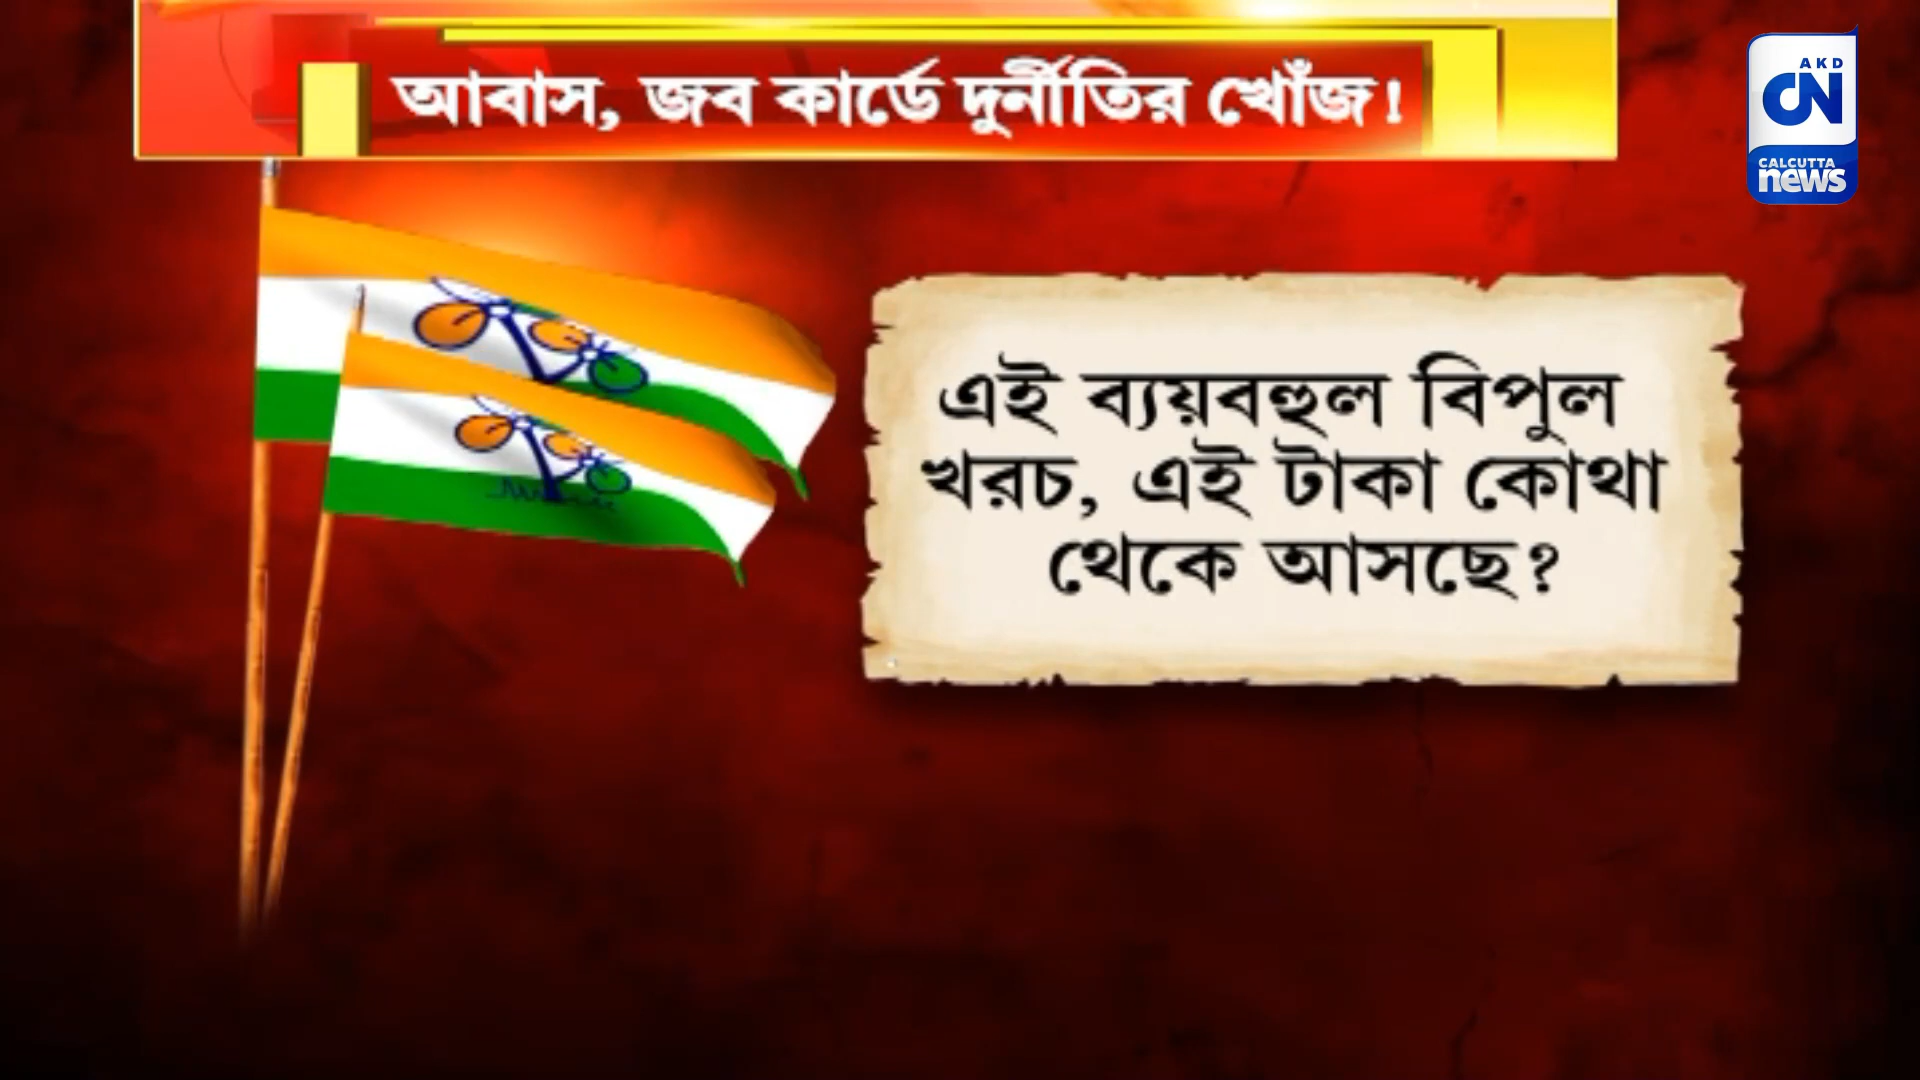 আবাস, জব কার্ডে দুর্নীতির খোঁজ!
AKD
CN
CALCUTTA
news
এই ব্যয়বহুল বিপুল
খরচ, এই টাকা কোথা
থেকে আসছে?